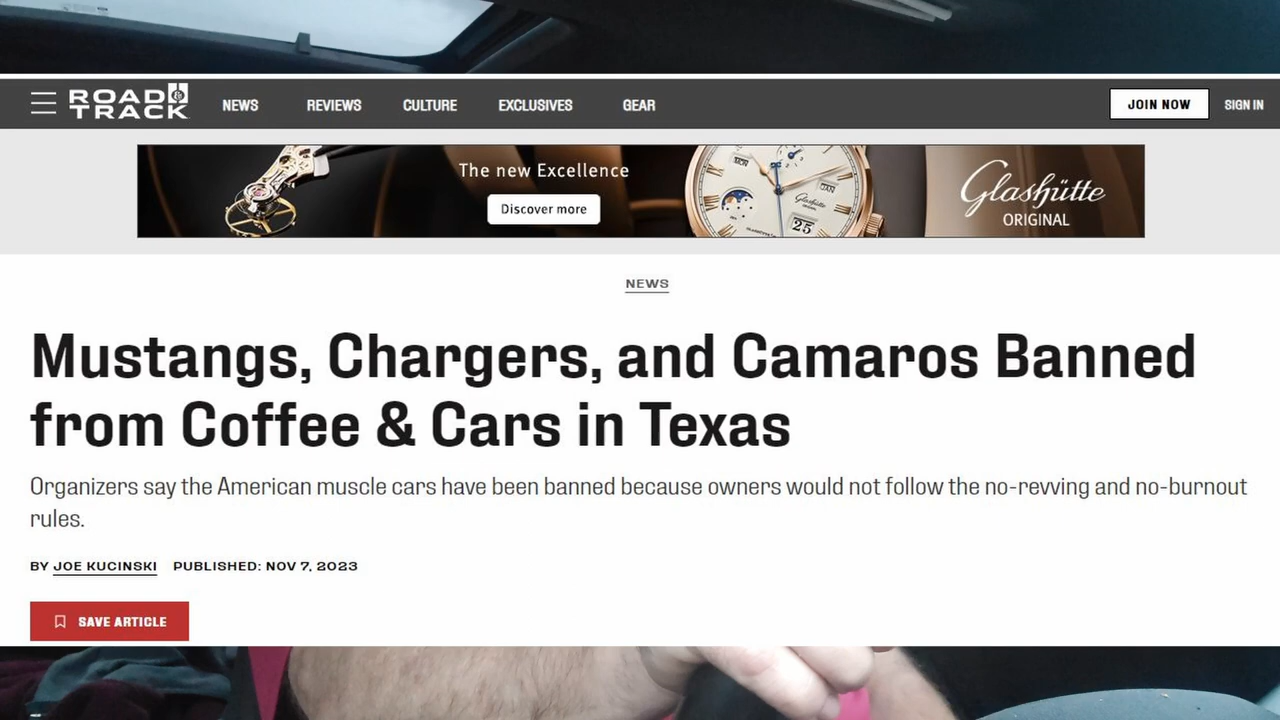 ROAD & TRACK
NEWS
REVIEWS
CULTURE
EXCLUSIVES
GEAR
JOIN NOW
SIGN IN
The new Excellence
Discover more
MON
JAN
25
Glashütte
ORIGINAL
NEWS
Mustangs, Chargers, and Camaros Banned
from Coffee & Cars in Texas
Organizers say the American muscle cars have been banned because owners would not follow the no-revving and no-burnout
rules.
BY JOE KUCINSKI PUBLISHED: NOV 7, 2023
SAVE ARTICLE